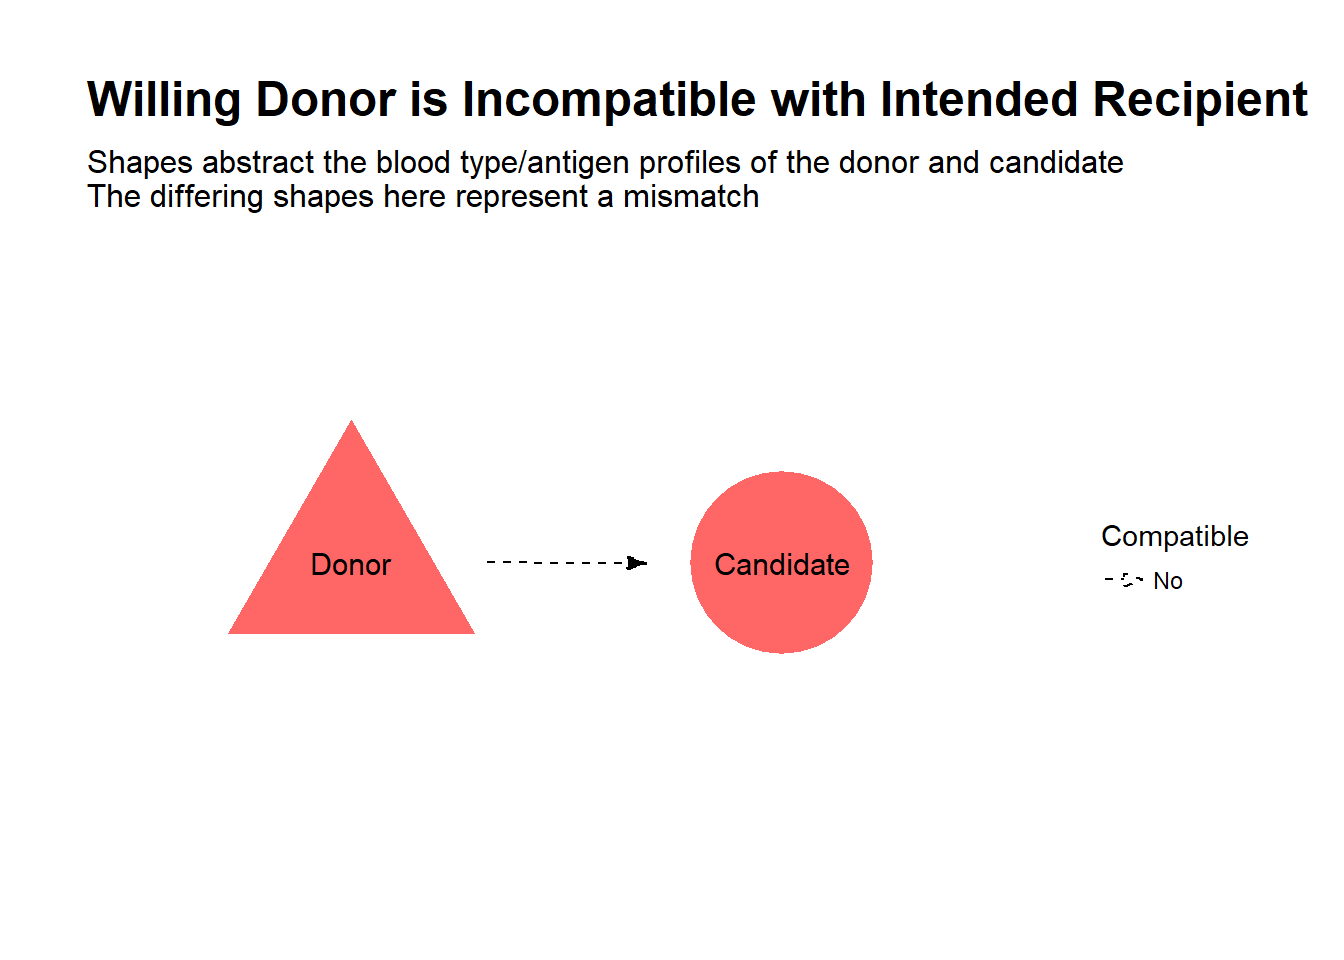 Willing Donor is Incompatible with Intended Recipient
Shapes abstract the blood type/antigen profiles of the donor and candidate
The differing shapes here represent a mismatch
Donor
Candidate
Compatible
No